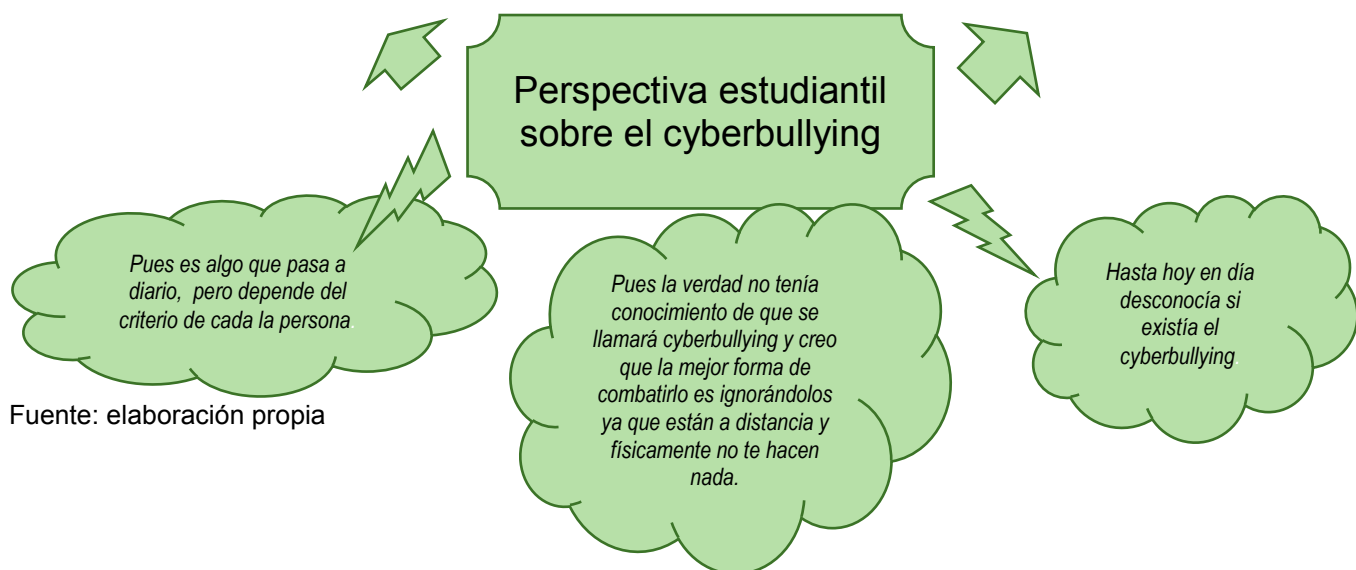 Perspectiva estudiantil
sobre el cyberbullying
Pues es algo que pasa a
diario,  pero depende del
criterio de cada la persona.
Pues la verdad no tenía
conocimiento de que se
llamará cyberbullying y creo
que la mejor forma de
combatirlo es ignorándolos
ya que están a distancia y
físicamente no te hacen
nada.
Hasta hoy en día
desconocía si
existía el
cyberbullying.
Fuente: elaboración propia